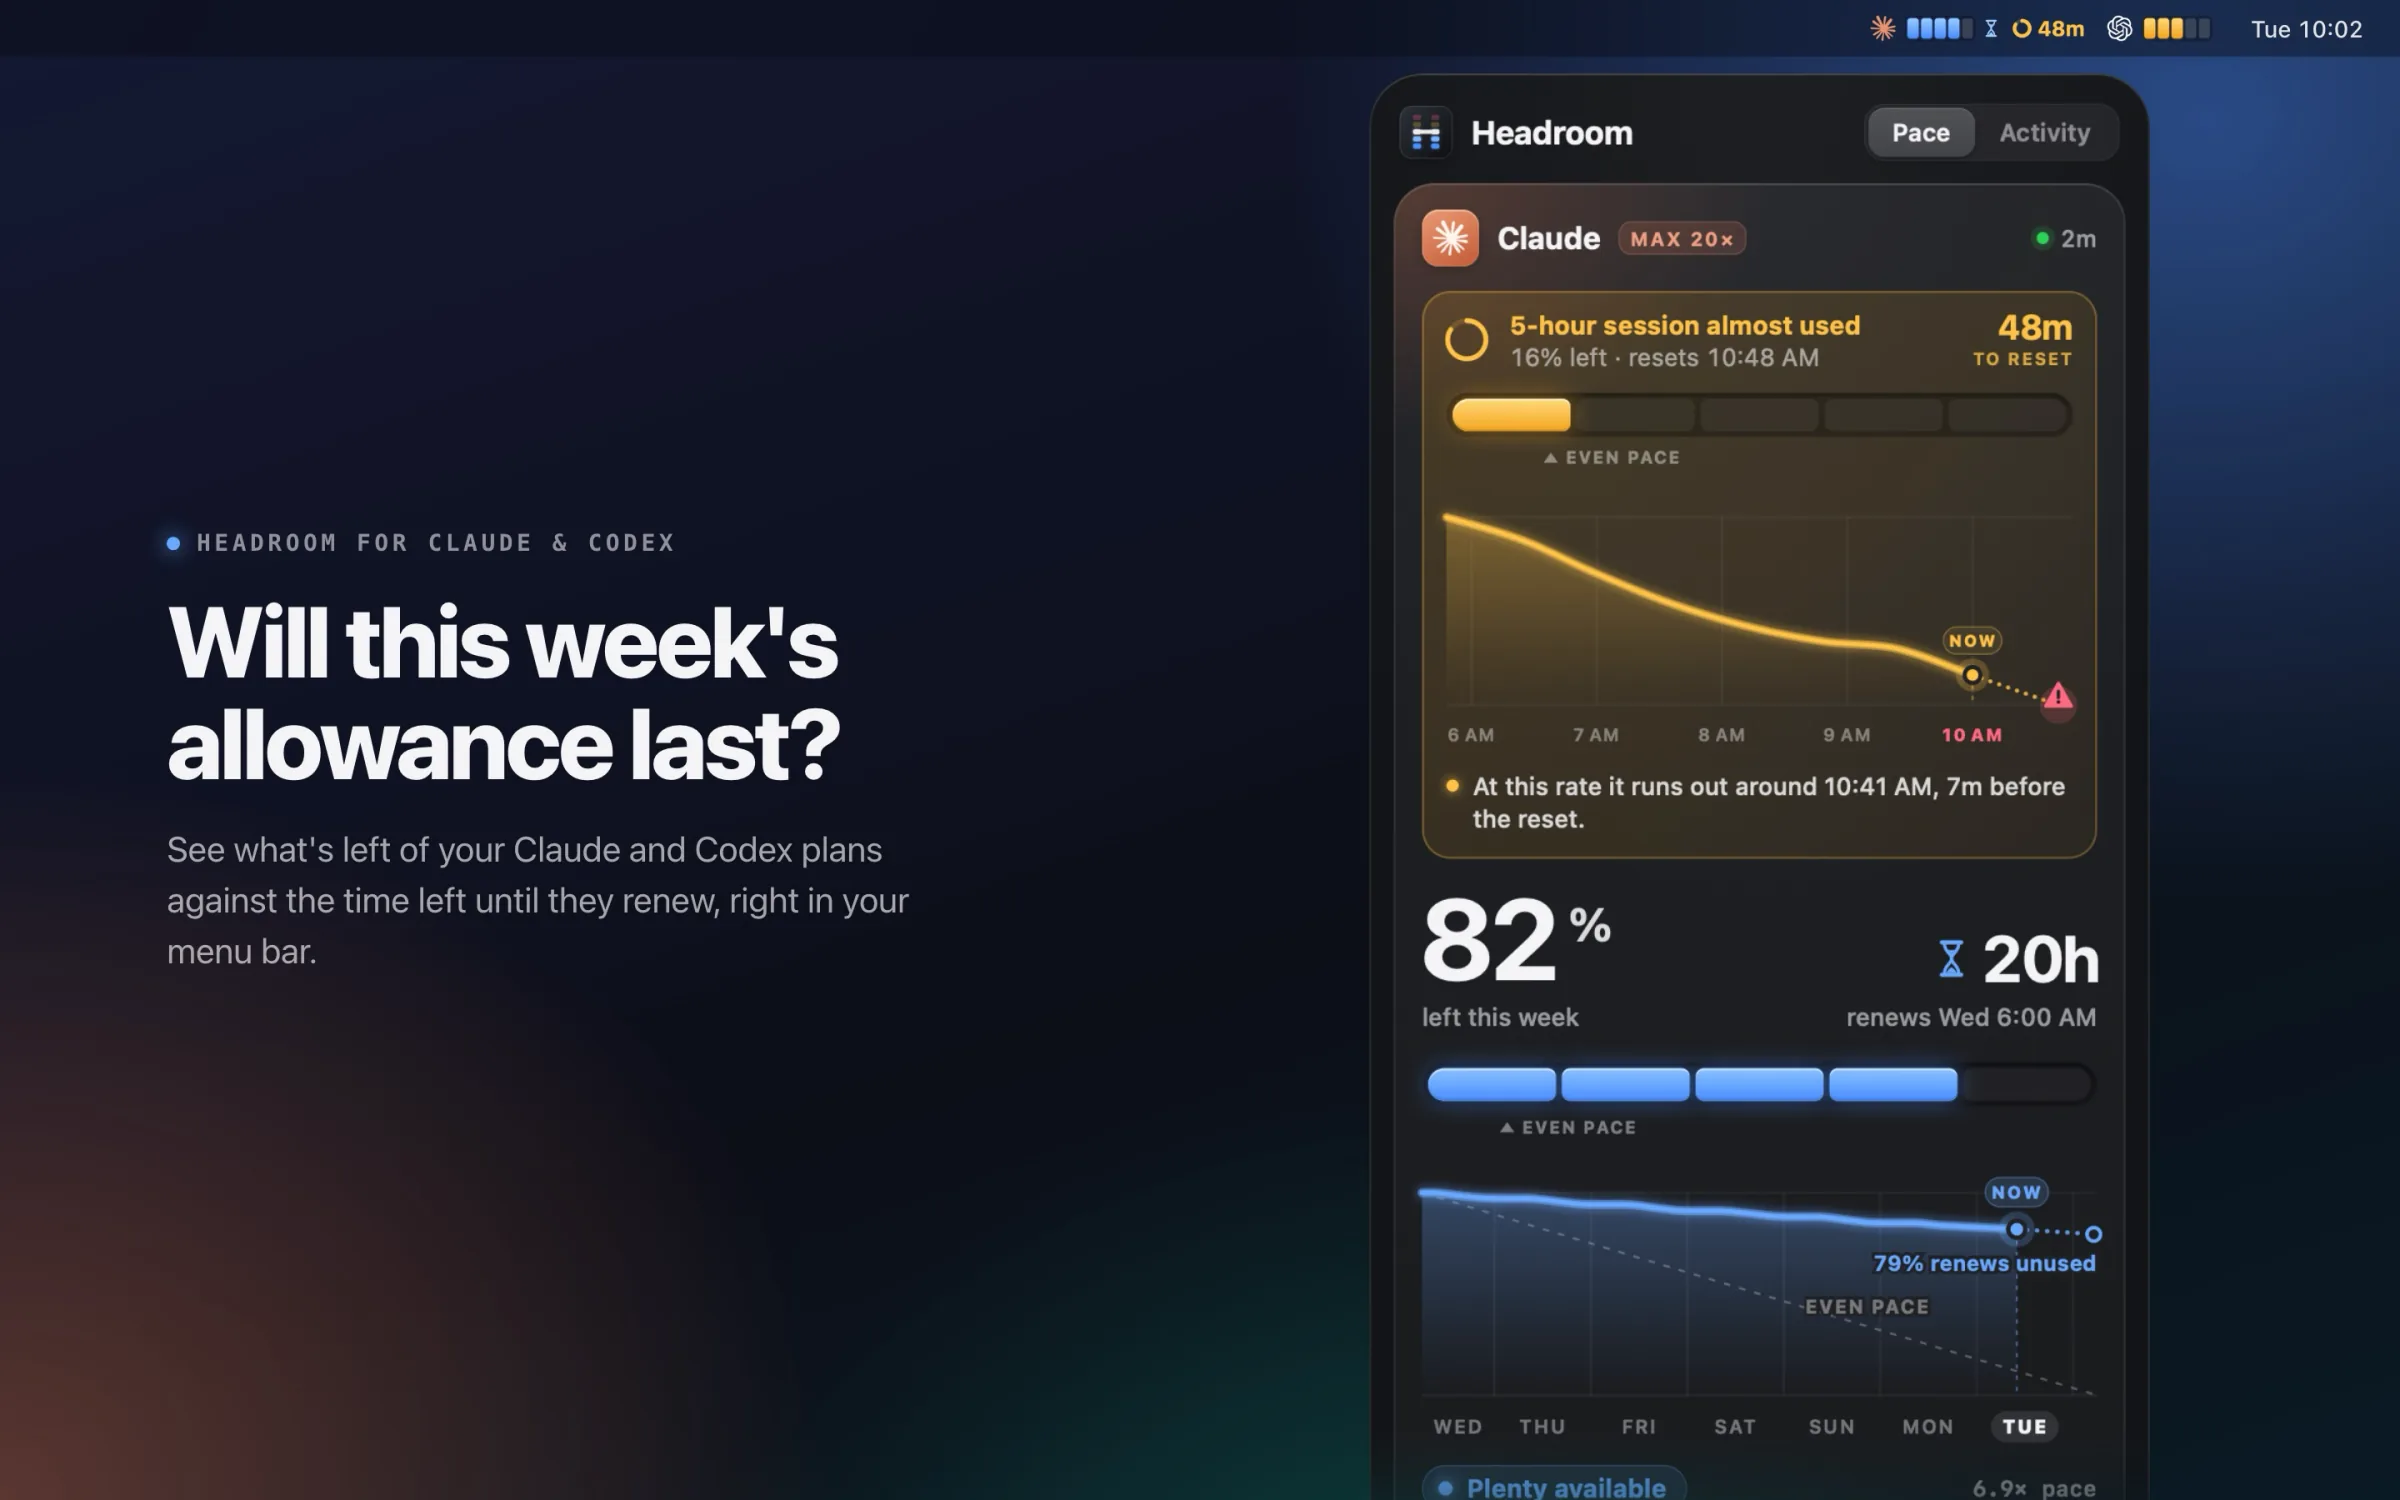 48m
Tue 10:02
Headroom
Pace
Activity
Claude
MAX 20×
2m
5-hour session almost used
16% left · resets 10:48 AM
48m
TO RESET
EVEN PACE
NOW
6 AM
7 AM
8 AM
9 AM
10 AM
At this rate it runs out around 10:41 AM, 7m before
the reset.
HEADROOM FOR CLAUDE & CODEX
Will this week's
allowance last?
See what's left of your Claude and Codex plans
against the time left until they renew, right in your
menu bar.
82%
left this week
20h
renews Wed 6:00 AM
EVEN PACE
NOW
79% renews unused
EVEN PACE
WED
THU
FRI
SAT
SUN
MON
TUE
Plenty available
6.9× pace